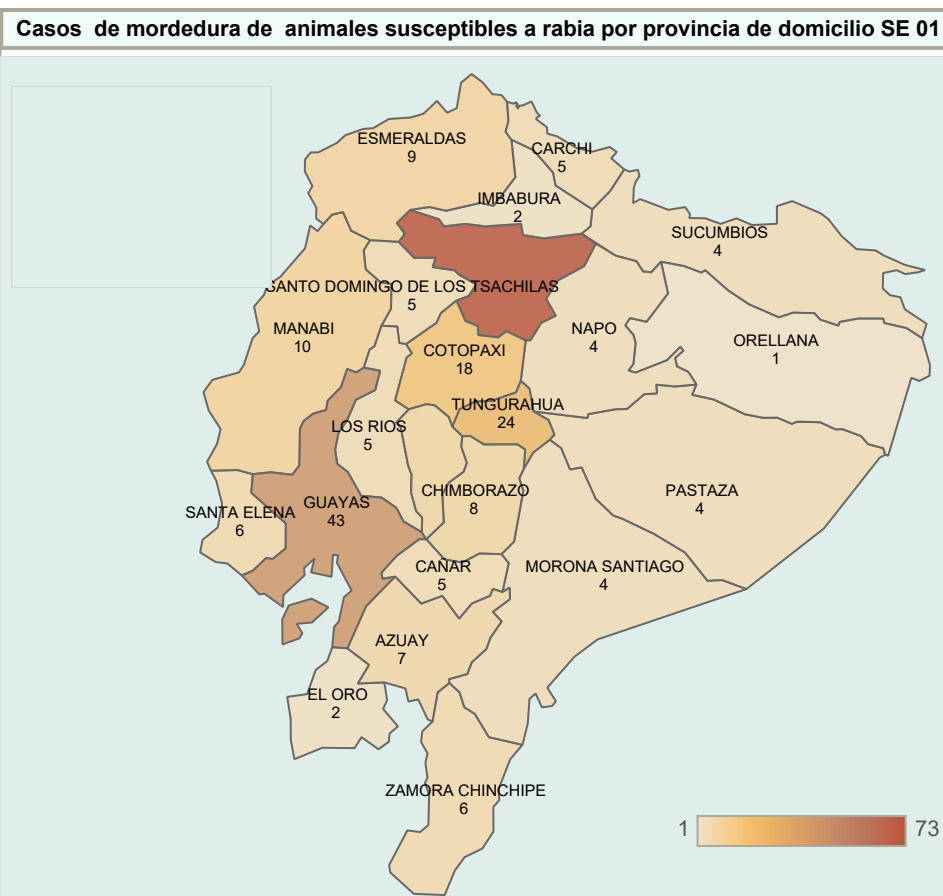 Casos de mordedura de animales susceptibles a rabia por provincia de domicilio SE 01
ESMERALDAS
9
CARCHI
5
IMBABURA
2
SUCUMBIOS
4
SANTO DOMINGO DE LOS TSACHILAS
5
MANABI
10
NAPO
4
ORELLANA
1
COTOPAXI
18
TUNGURAHUA
24
LOS RIOS
5
CHIMBORAZO
8
PASTAZA
4
SANTA ELENA
6
GUAYAS
43
CAÑAR
5
MORONA SANTIAGO
4
AZUAY
7
EL ORO
2
ZAMORA CHINCHIPE
6
1
73